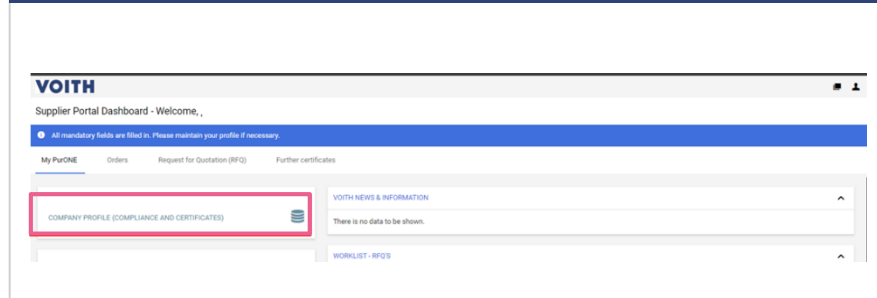 VOITH
Supplier Portal Dashboard - Welcome, ,
All mandatory fields are filled in. Please maintain your profile if necessary.
My PurONE Orders Request for Quotation (RFQ) Further certificates
VOITH NEWS & INFORMATION
COMPANY PROFILE (COMPLIANCE AND CERTIFICATES)
There is no data to be shown.
WORKLIST - RFQ'S